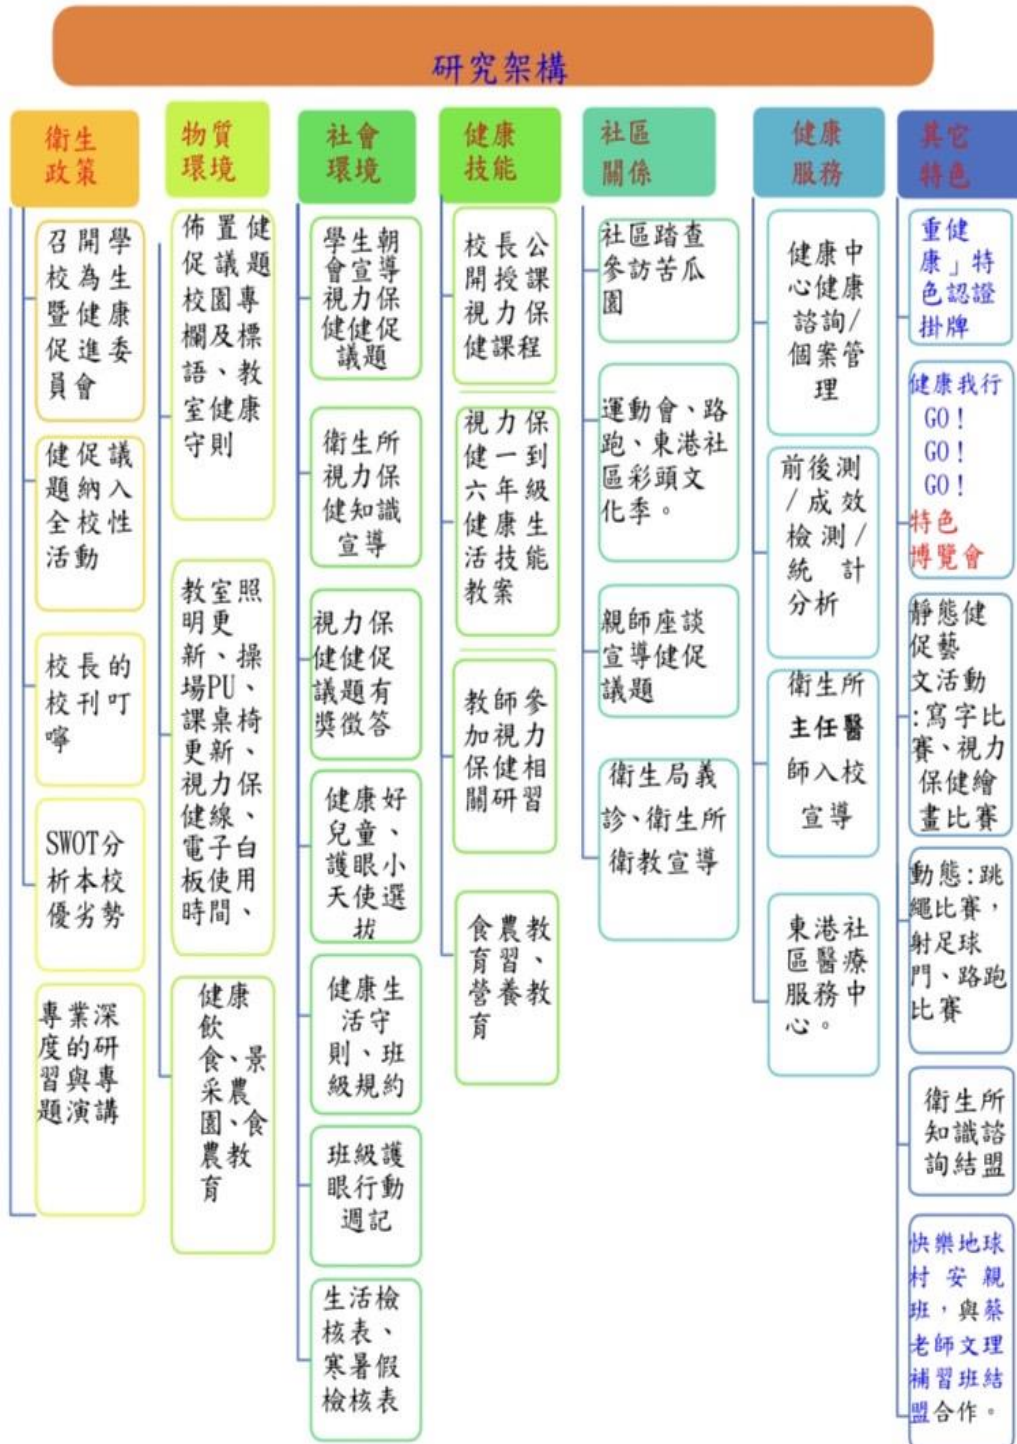 研究架構
衛生
政策
召開學
校為生
暨健康
促進委
員會
健促議
題納入
全校性
活動
校長的
校刊叮
嚀
SWOT分
析本校
優劣勢
專業深
度的研
習與專
題演講
物質
環境
佈置健
促議題
校園專
欄及標
語、教
室健康
守則
教室照
明更
新、操
場PU、
課桌椅
更新、
視力保
健線、
電子白
板使用
時間、
健康
飲
食、景
采農
園、食
農教
育
社會
環境
學生朝
會宣導
視力保
健健促
議題
衛生所
視力保
健知識
宣導
視力保
健健促
議題有
獎徵答
健康好
兒童、
護眼小
天使選
拔
健康生
活守
則、班
級規約
班級護
眼行動
週記
生活檢
核表、
寒暑假
檢核表
健康
技能
校長公
開授課
視力保
健課程
視力保
健一到
六年級
健康生
活技能
教案
教師參
加視力
保健相
關研習
食農教
育習、
營養教
育
社區
關係
社區踏查
參訪苦瓜
園
運動會、路
跑、東港社
區彩頭文
化季。
親師座談
宣導健促
議題
衛生局義
診、衛生所
衛教宣導
健康
服務
健康中
心健康
諮詢/
個案管
理
前後測
/成效
檢測/
統計
分析
衛生所
主任醫
師入校
宣導
東港社
區醫療
服務中
心。
其它
特色
重健
康」特
色認證
掛牌
健康我行
GO!
GO!
GO!
特色
博覽會
靜態健
促藝
文活動
:寫字比
賽、視力
保健繪
畫比賽
動態:跳
繩比賽,
射足球
門、路跑
比賽
衛生所
知識諮
詢結盟
快樂地球
村安親
班,與蔡
老師文理
補習班結
盟合作。